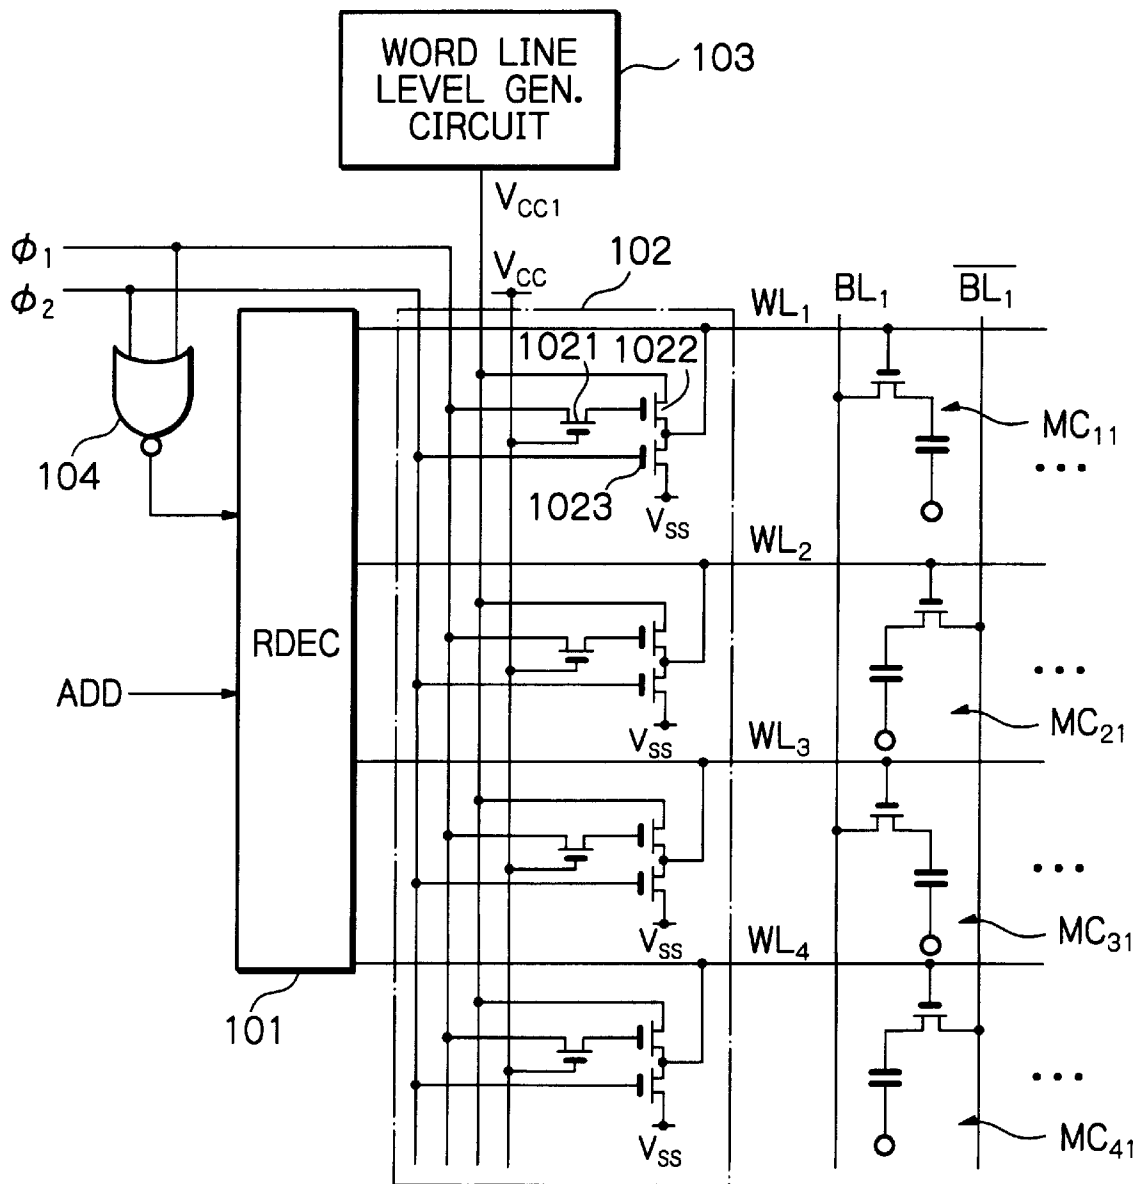 WORD LINE
LEVEL GEN.
CIRCUIT
103
V_CC1
ϕ1
V_CC
102
ϕ2
BL1
B̅L̅1̅
WL1
1021
1022
104
MC11
...
1023
V_SS
WL2
RDEC
...
ADD
MC21
V_SS
WL3
...
MC31
V_SS
WL4
101
...
MC41
V_SS